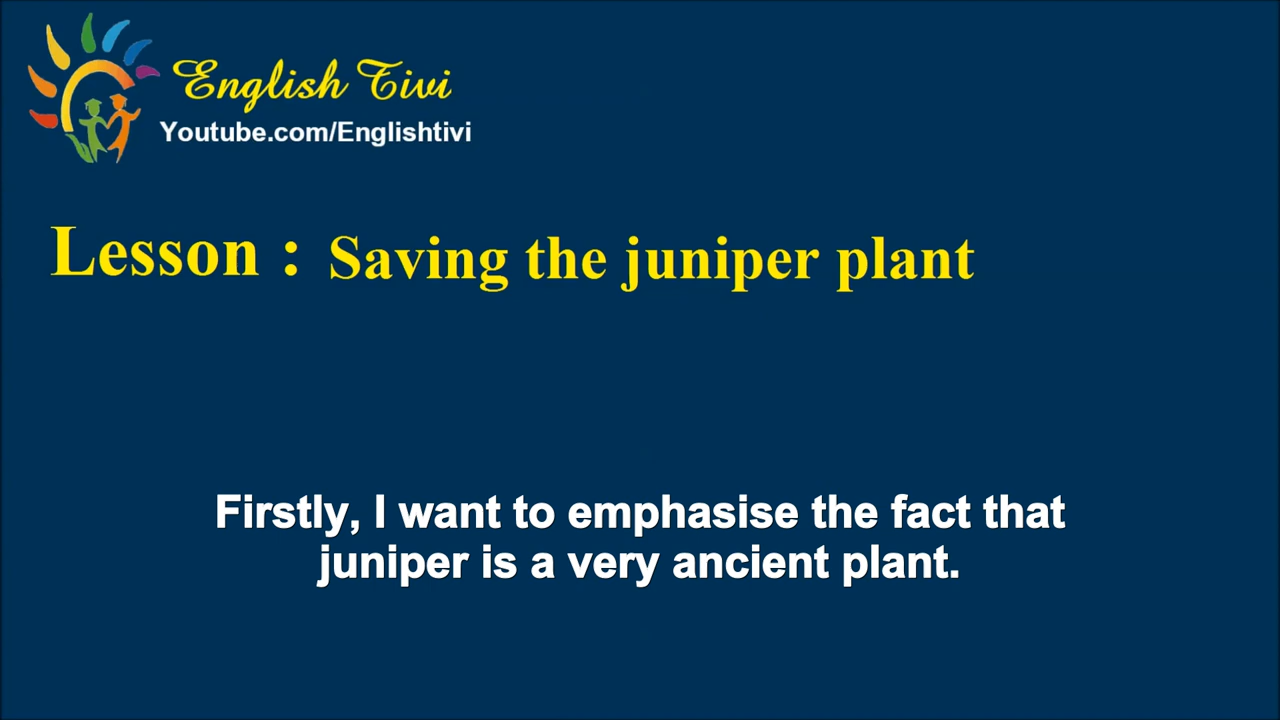 English Tivi
Youtube.com/Englishtivi
Lesson : Saving the juniper plant
Firstly, I want to emphasise the fact that
juniper is a very ancient plant.